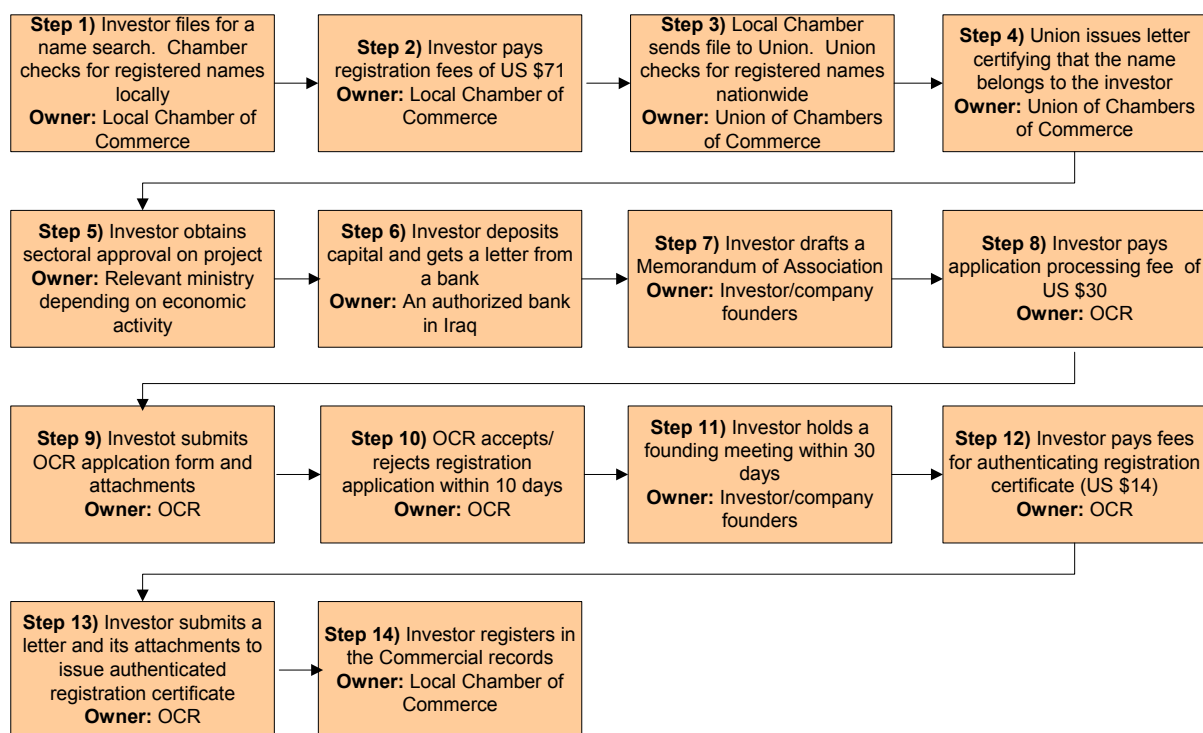 Step 1) Investor files for
a name search.  Chamber
checks for registered names
locally
Owner: Local Chamber of
Commerce
Step 2) Investor pays
registration fees of US $71
Owner: Local Chamber of
Commerce
Step 3) Local Chamber
sends file to Union.  Union
checks for registered names
nationwide
Owner: Union of Chambers
of Commerce
Step 4) Union issues letter
certifying that the name
belongs to the investor
Owner: Union of Chambers
of Commerce
Step 5) Investor obtains
sectoral approval on project
Owner: Relevant ministry
depending on economic
activity
Step 6) Investor deposits
capital and gets a letter from
a bank
Owner: An authorized bank
in Iraq
Step 7) Investor drafts a
Memorandum of Association
Owner: Investor/company
founders
Step 8) Investor pays
application processing fee  of
US $30
Owner: OCR
Step 9) Investot submits
OCR applcation form and
attachments
Owner: OCR
Step 10) OCR accepts/
rejects registration
application within 10 days
Owner: OCR
Step 11) Investor holds a
founding meeting within 30
days
Owner: Investor/company
founders
Step 12) Investor pays fees
for authenticating registration
certificate (US $14)
Owner: OCR
Step 13) Investor submits a
letter and its attachments to
issue authenticated
registration certificate
Owner: OCR
Step 14) Investor registers in
the Commercial records
Owner: Local Chamber of
Commerce